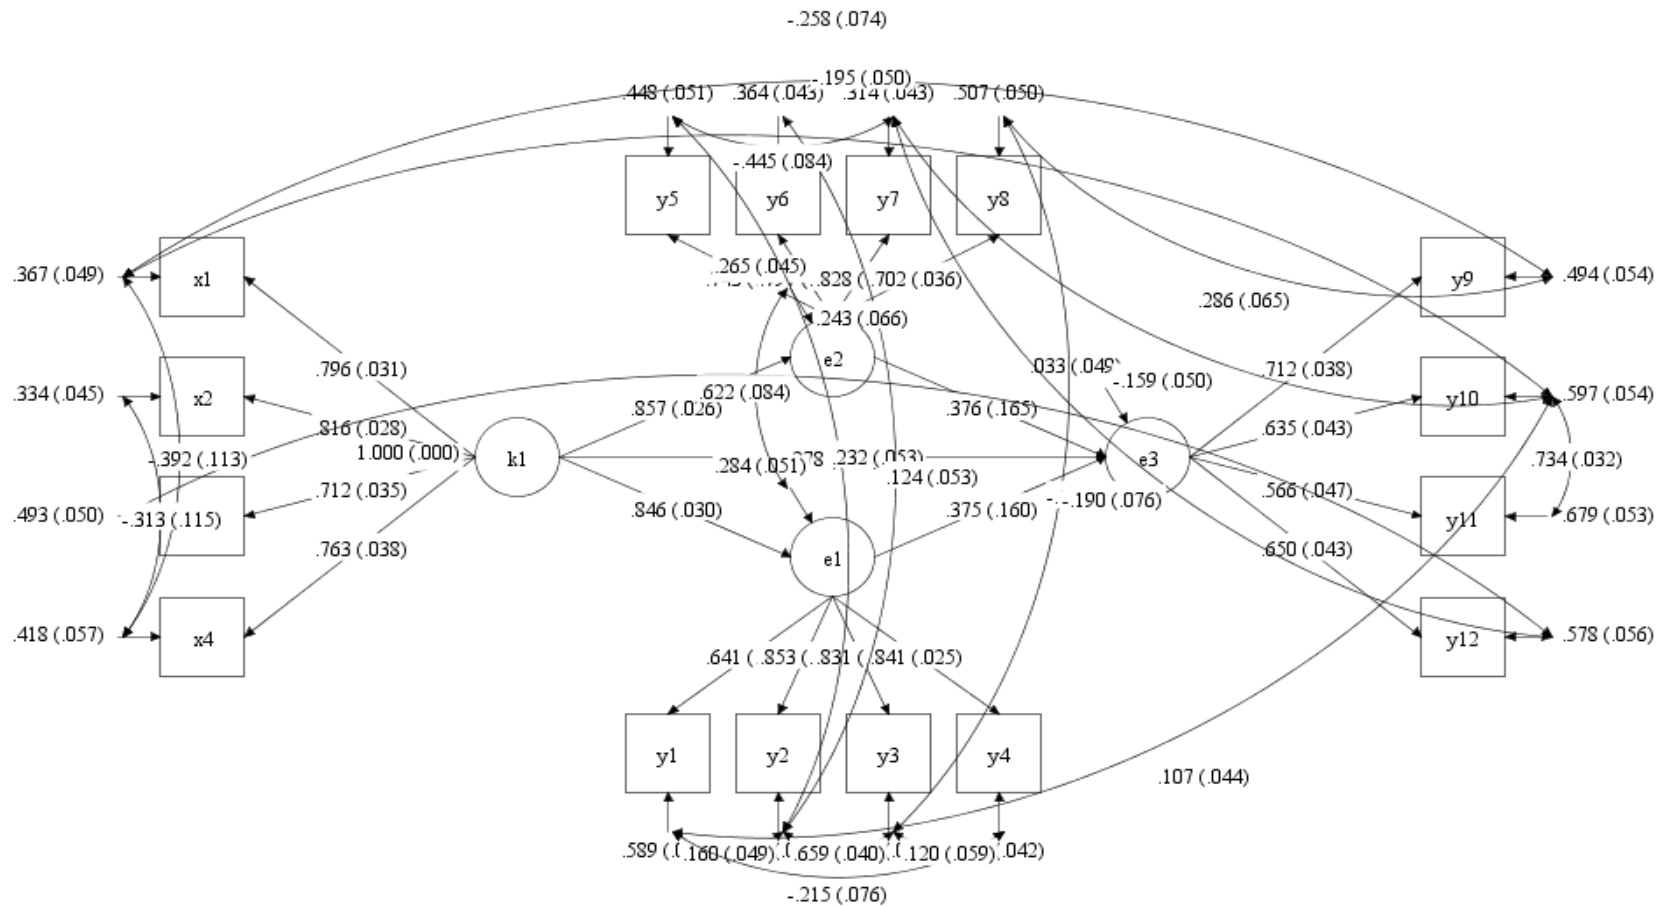 -.258 (.074)
-.195 (.050)
.448 (.051) .364 (.043) .314 (.043) .507 (.050)
-.445 (.084)
y5 y6 y7 y8
.265 (.045)
.828 .702 (.036)
.367 (.049) x1
y9 .494 (.054)
.286 (.065)
.243 (.066)
e2
.796 (.031)
.033 (.049)
-.159 (.050)
.712 (.038)
.334 (.045) x2
.622 (.084)
y10 .597 (.054)
.857 (.026)
.376 (.165)
.816 (.028)
.635 (.043)
1.000 (.000)
-.392 (.113)
k1
.284 (.051)
.232 (.053)
e3
.734 (.032)
.124 (.053)
.712 (.035)
.566 (.047)
-.190 (.076)
.493 (.050)
-.313 (.115)
.846 (.030)
.375 (.160)
y11 .679 (.053)
.763 (.038)
e1
.650 (.043)
.418 (.057) x4
y12 .578 (.056)
.641 ( .853 ( .831 ( .841 (.025)
y1 y2 y3 y4
.107 (.044)
.589 .160 (.049) .659 (.040) .120 (.059) .042)
-.215 (.076)